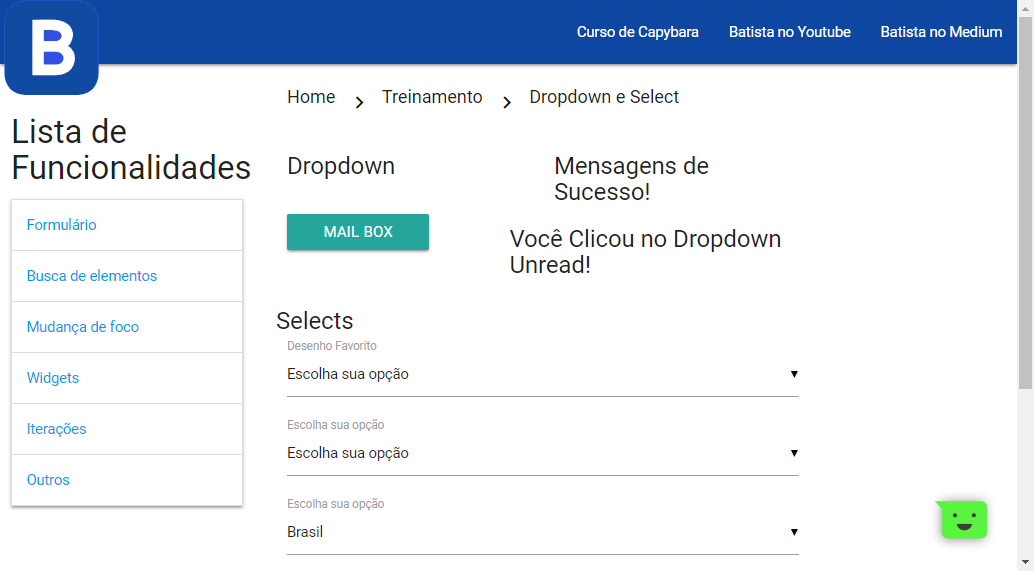 B
Curso de Capybara
Batista no Youtube
Batista no Medium
Home
Treinamento
Dropdown e Select
Lista de
Funcionalidades
Formulário
Busca de elementos
Mudança de foco
Widgets
Iterações
Outros
Dropdown
MAIL BOX
Mensagens de
Sucesso!
Você Clicou no Dropdown
Unread!
Selects
Desenho Favorito
Escolha sua opção
Escolha sua opção
Escolha sua opção
Escolha sua opção
Brasil